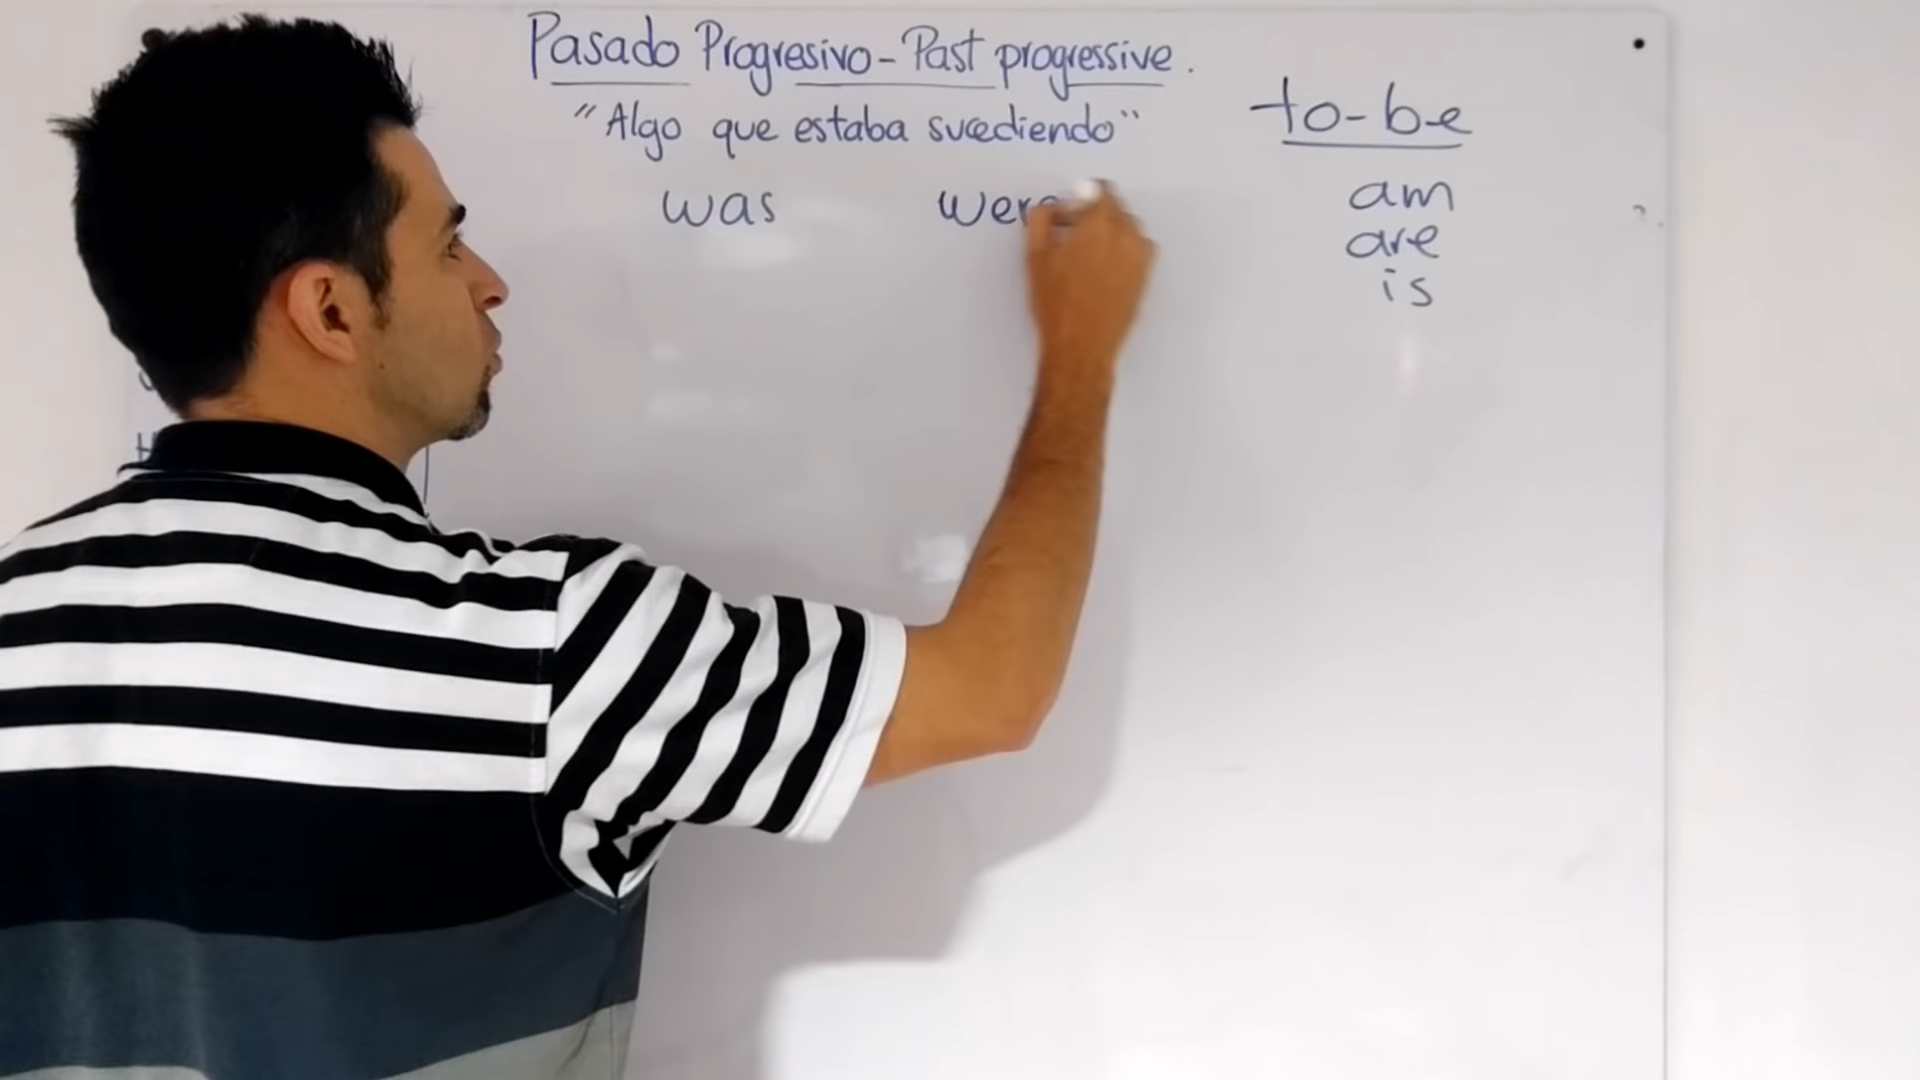 Pasado Progresivo - Past progressive.
"Algo que estaba sucediendo"
to-be
was were
am
are
is